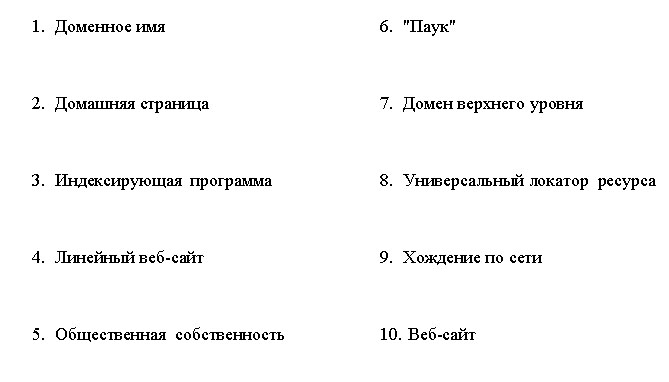 1. Доменное имя
2. Домашняя страница
3. Индексирующая программа
4. Линейный веб-сайт
5. Общественная собственность
6. "Паук"
7. Домен верхнего уровня
8. Универсальный локатор ресурса
9. Хождение по сети
10. Веб-сайт